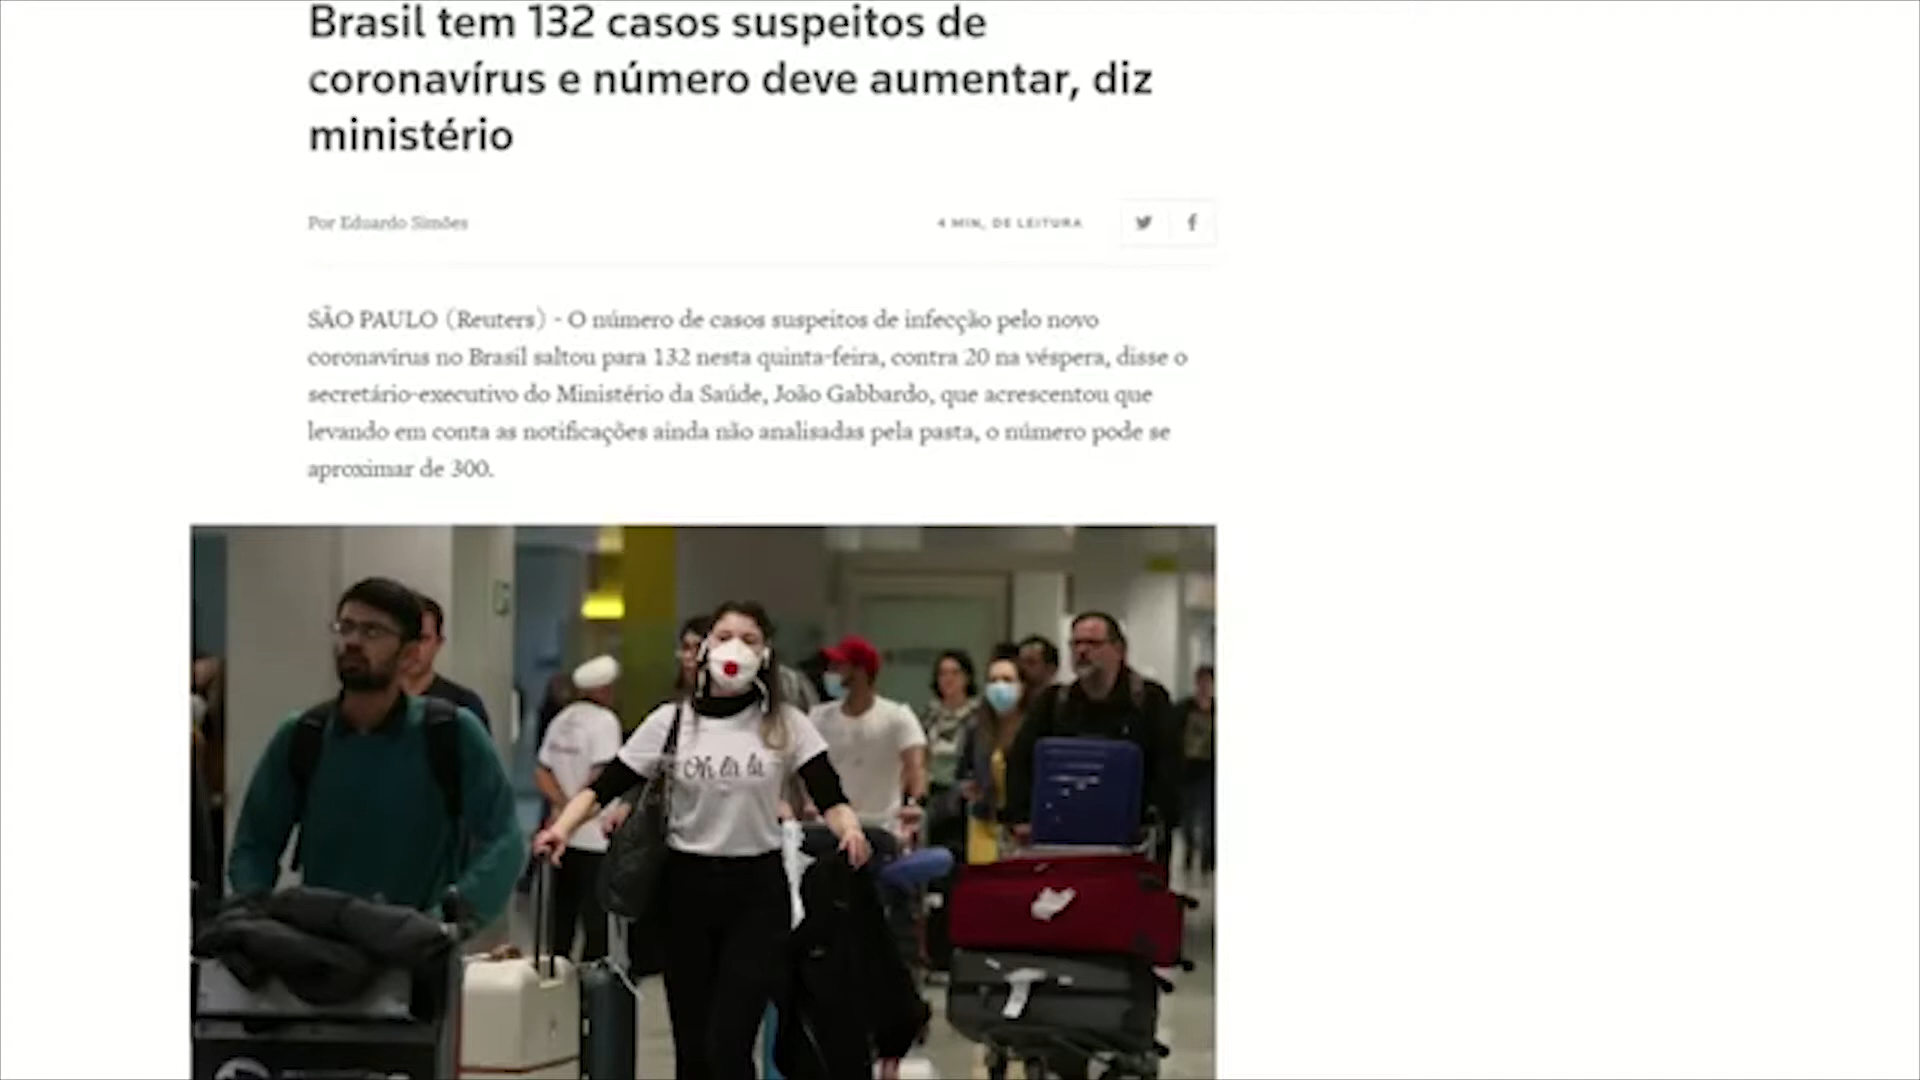 Brasil tem 132 casos suspeitos de
coronavírus e número deve aumentar, diz
ministério
Por Eduardo Simões
4 MIN, DE LEITURA
SÃO PAULO (Reuters) - O número de casos suspeitos de infecção pelo novo
coronavírus no Brasil saltou para 132 nesta quinta-feira, contra 20 na véspera, disse o
secretário-executivo do Ministério da Saúde, João Gabbardo, que acrescentou que
levando em conta as notificações ainda não analisadas pela pasta, o número pode se
aproximar de 300.
Oh la la